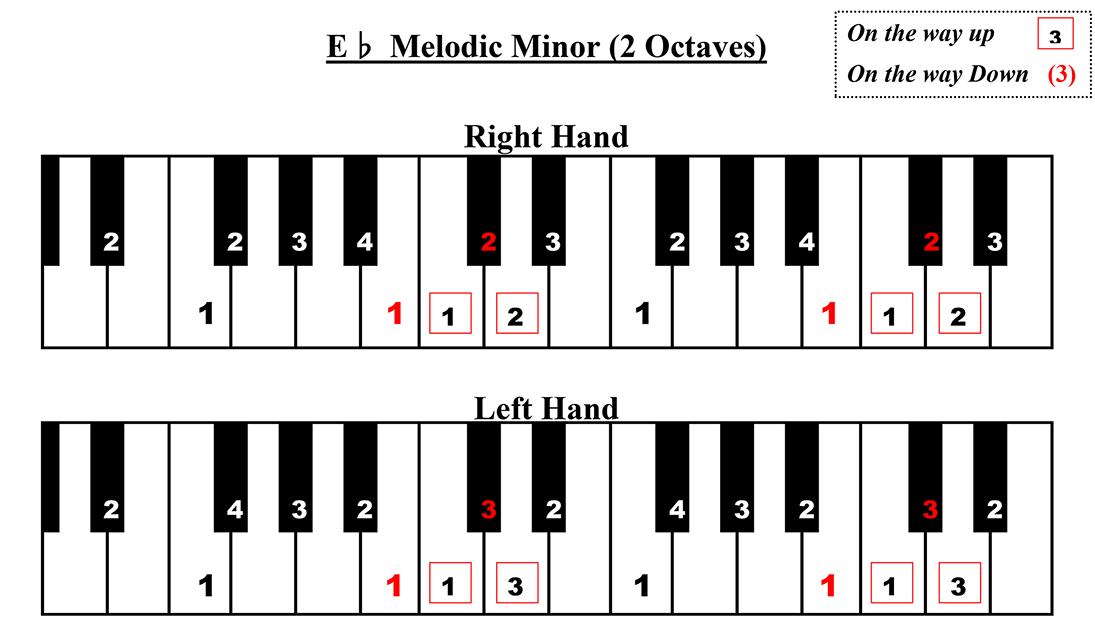 E♭ Melodic Minor (2 Octaves)
On the way up 3
On the way Down (3)
Right Hand
2 2 3 4 2 3 2 3 4 2 3
1 1 1 2 1 1 1 2
Left Hand
2 4 3 2 3 2 4 3 2 3 2
1 1 1 3 1 1 1 3